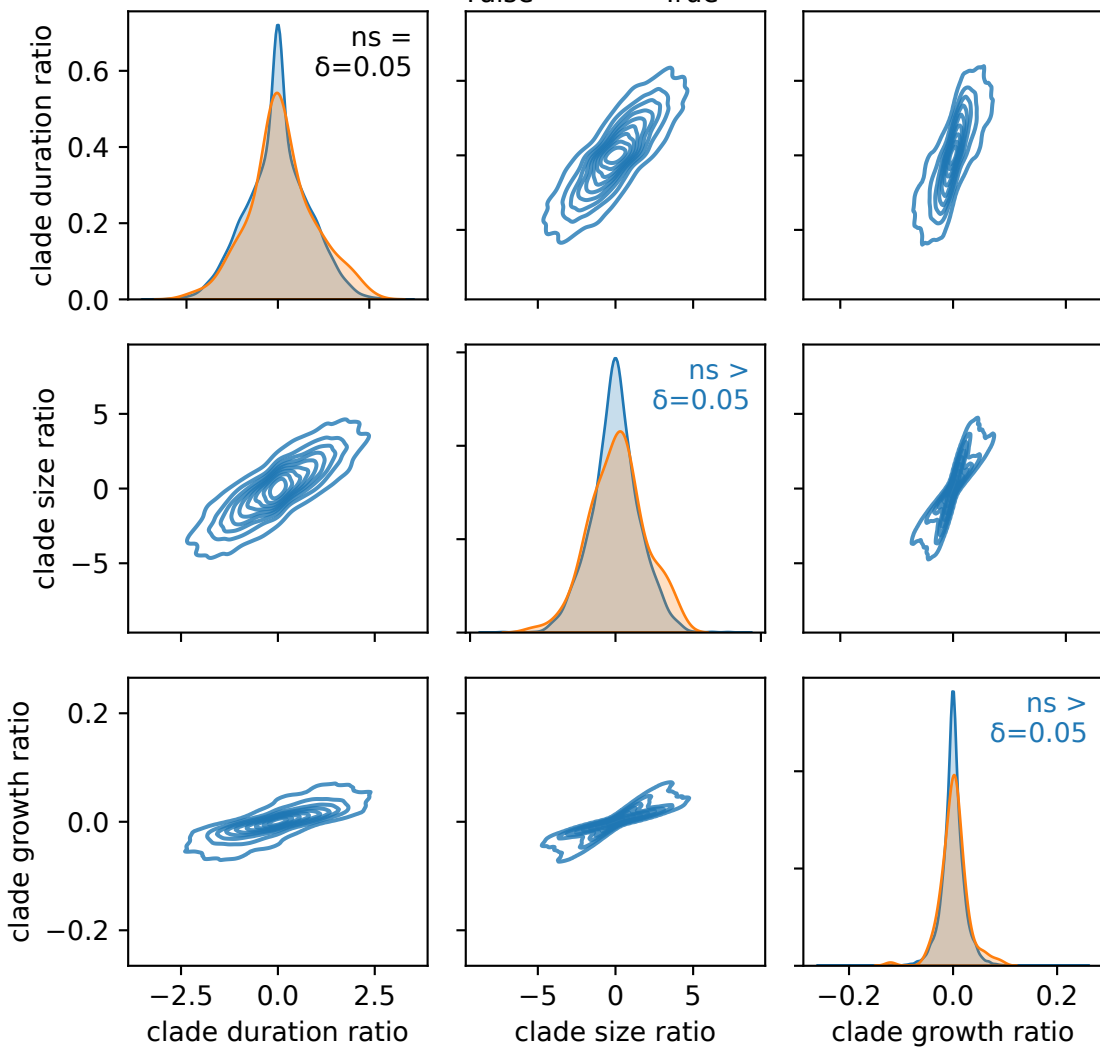 clade duration ratio
0.6
0.4
0.2
0.0
ns =
δ=0.05
clade size ratio
5
0
−5
ns >
δ=0.05
clade growth ratio
0.2
0.0
−0.2
ns >
δ=0.05
−2.5 0.0 2.5
−5 0 5
−0.2 0.0 0.2
clade duration ratio
clade size ratio
clade growth ratio